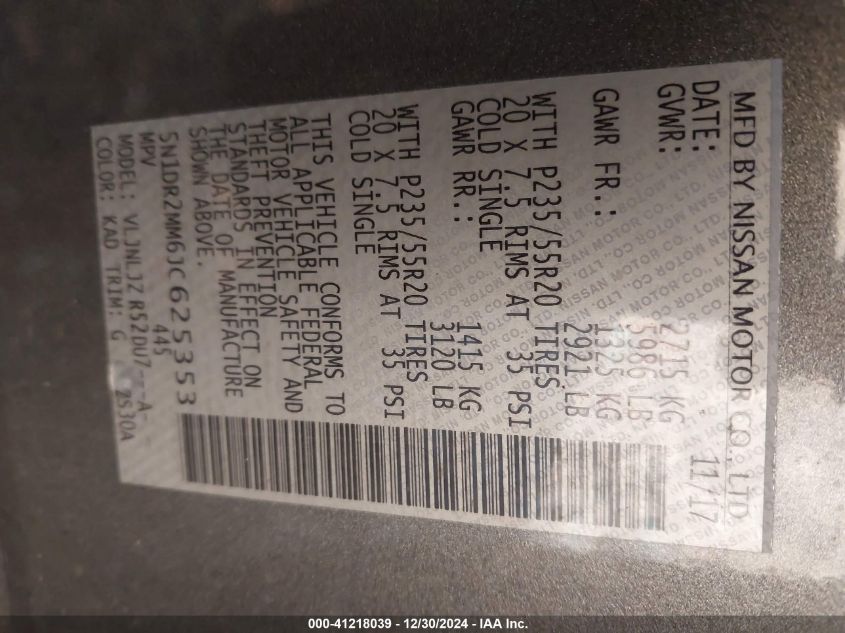 MFD BY NISSAN MOTOR CO., LTD.
DATE: 11/17
GVWR: 2715 KG
5986 LB
GAWR FR.: 1325 KG
2921 LB
WITH P235/55R20 TIRES
20 X 7.5 RIMS AT 35 PSI
COLD SINGLE
GAWR RR.: 1415 KG
3120 LB
WITH P235/55R20 TIRES
20 X 7.5 RIMS AT 35 PSI
COLD SINGLE
THIS VEHICLE CONFORMS TO
ALL APPLICABLE FEDERAL
MOTOR VEHICLE SAFETY AND
THEFT PREVENTION
STANDARDS IN EFFECT ON
THE DATE OF MANUFACTURE
SHOWN ABOVE.
5N1DR2MM6JC625353
MPV 445
MODEL: VLJNLJZ R52DU7---A--
COLOR: KAD TRIM: G 2S30A
000-41218039 - 12/30/2024 - IAA Inc.